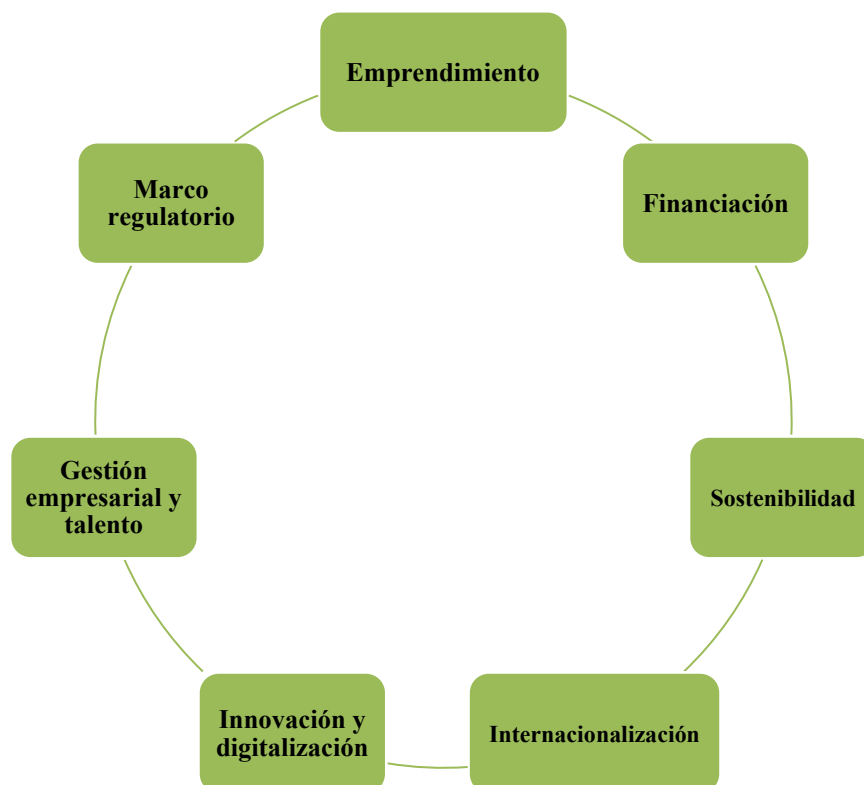 Emprendimiento
Financiación
Sostenibilidad
Internacionalización
Innovación y
digitalización
Gestión
empresarial y
talento
Marco
regulatorio